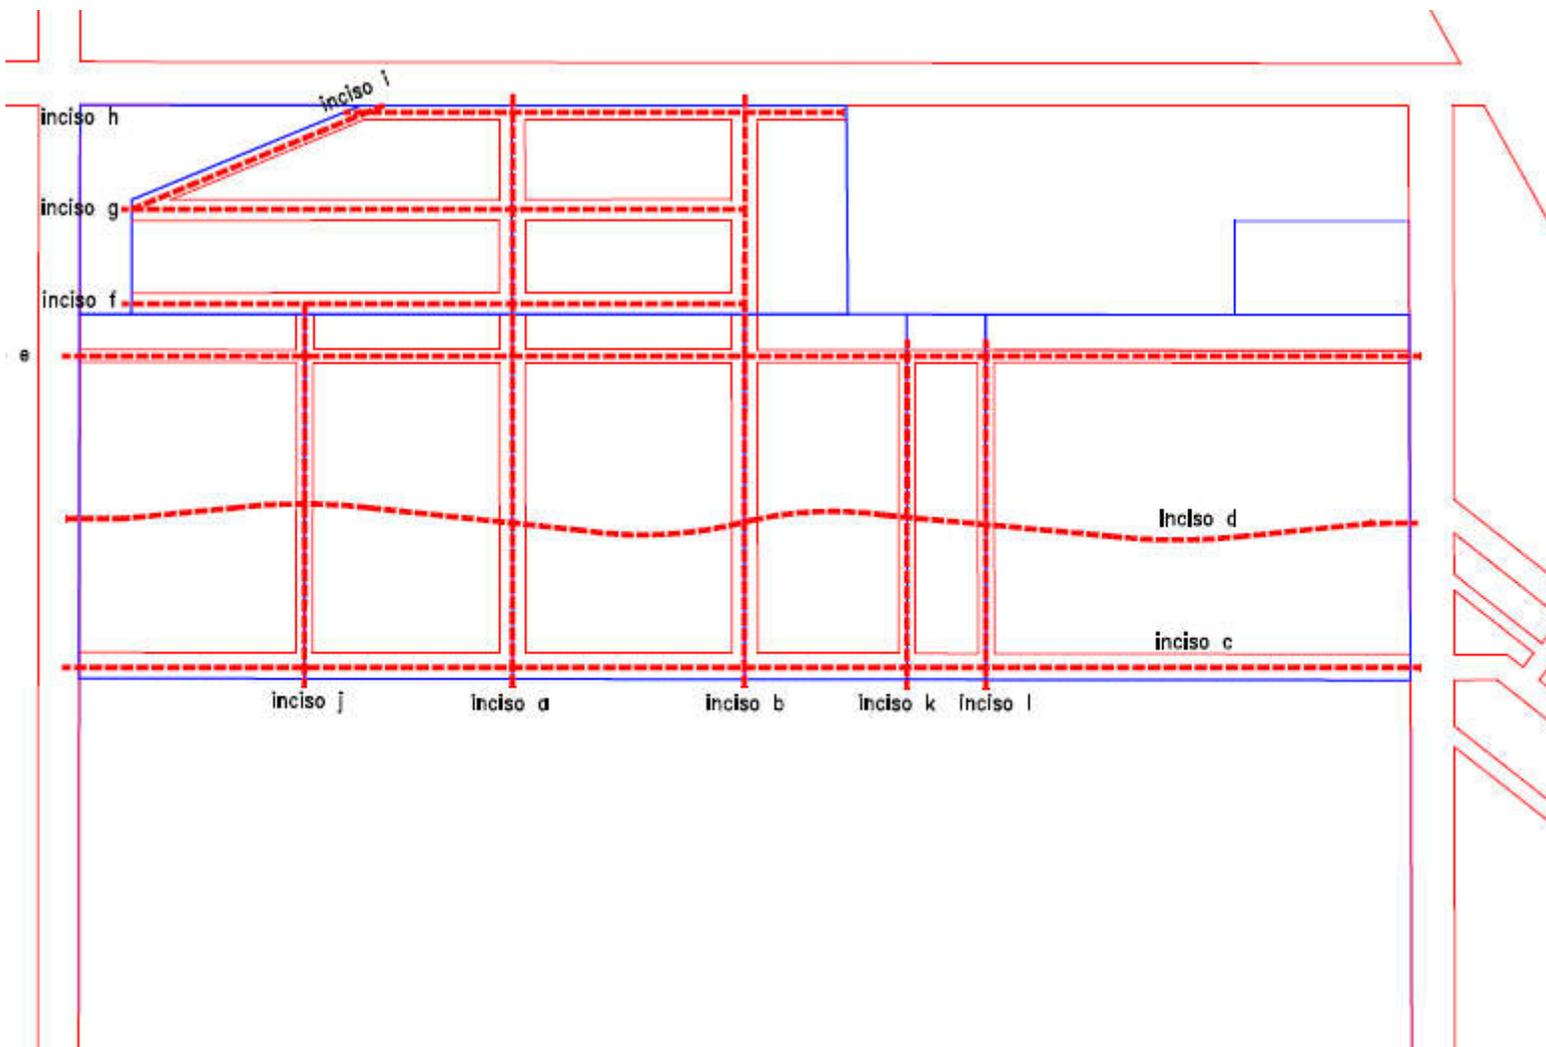 inciso i
inciso h
inciso g
inciso f
e
inciso d
inciso c
inciso j
inciso a
inciso b
inciso k
inciso l